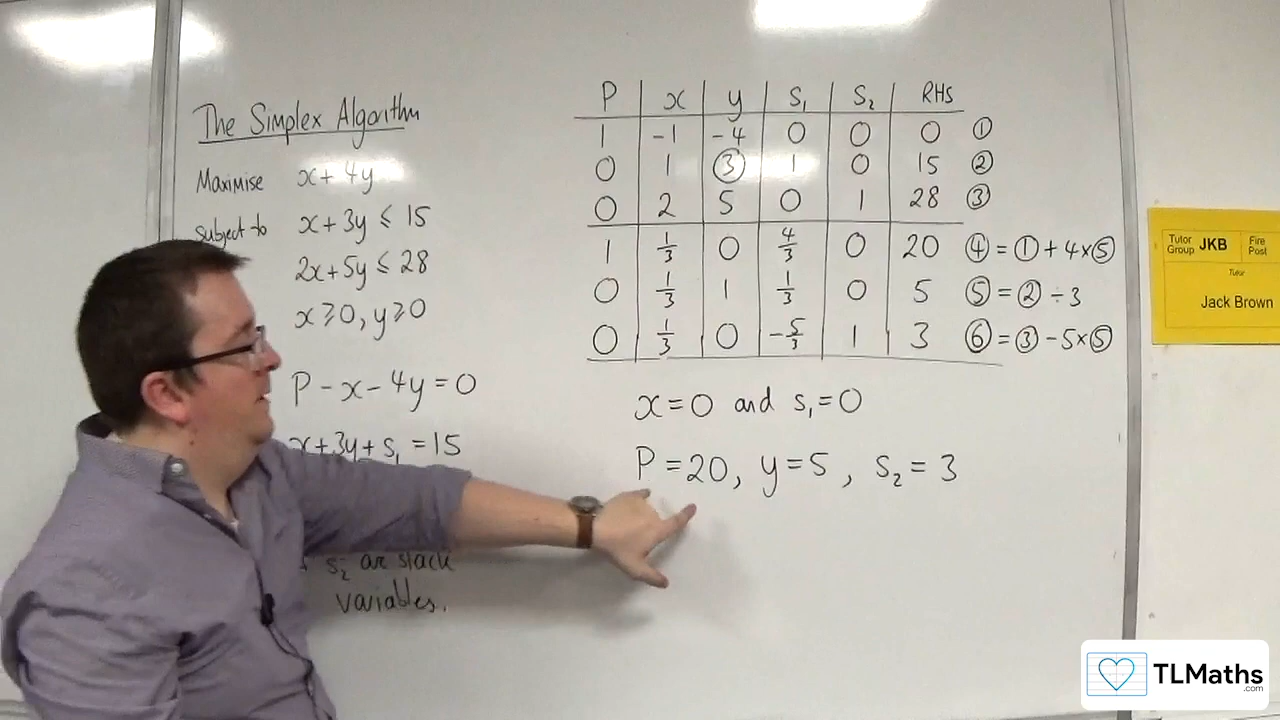 The Simplex Algorithm
Maximise x + 4y
subject to x + 3y ≤ 15
2x + 5y ≤ 28
x ≥ 0, y ≥ 0
P - x - 4y = 0
x + 3y + s₁ = 15
s₂ are slack
variables.
P x y s₁ s₂ RHS
1 -1 -4 0 0 0 ①
0 1 ③ 1 0 15 ②
0 2 5 0 1 28 ③
1 1/3 0 4/3 0 20 ④ = ① + 4×⑤
0 1/3 1 1/3 0 5 ⑤ = ② ÷ 3
0 1/3 0 -5/3 1 3 ⑥ = ③ - 5×⑤
x = 0 and s₁ = 0
P = 20, y = 5, s₂ = 3
Tutor Group JKB Fire Post
Tutor
Jack Brown
TLMaths
.com